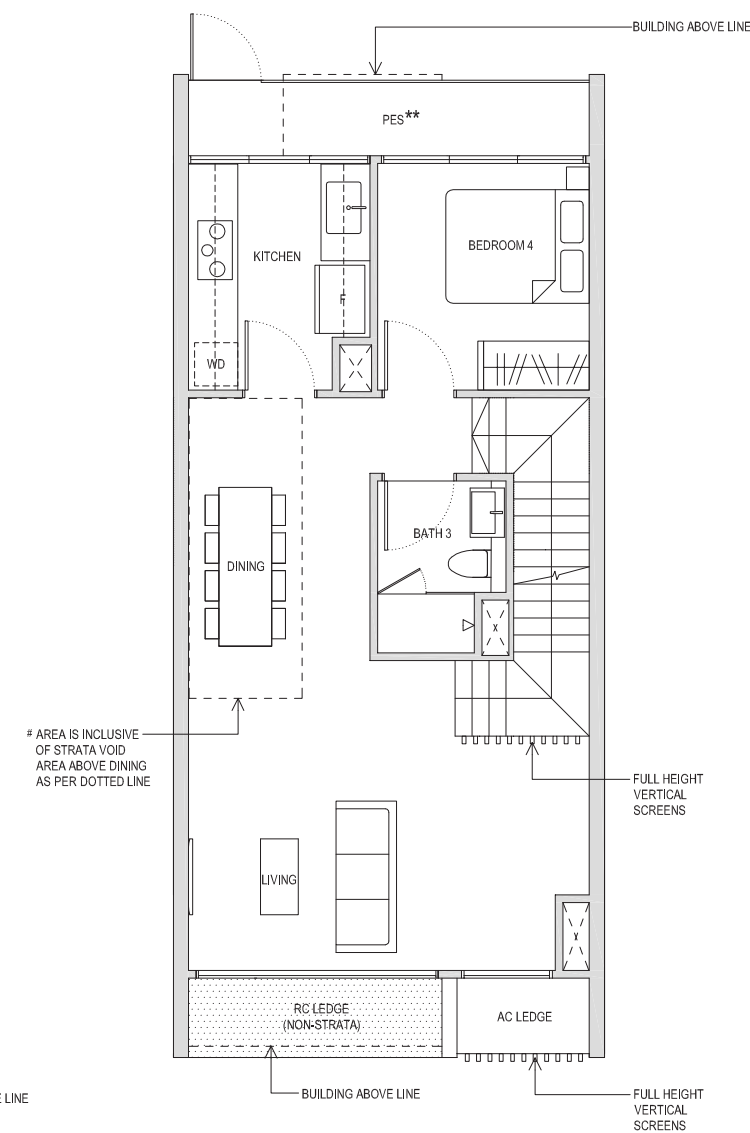 BUILDING ABOVE LINE
PES**
KITCHEN
BEDROOM 4
F
WD
BATH 3
DINING
# AREA IS INCLUSIVE
OF STRATA VOID
AREA ABOVE DINING
AS PER DOTTED LINE
FULL HEIGHT
VERTICAL
SCREENS
LIVING
RC LEDGE
(NON-STRATA)
AC LEDGE
BUILDING ABOVE LINE
FULL HEIGHT
VERTICAL
SCREENS
E LINE